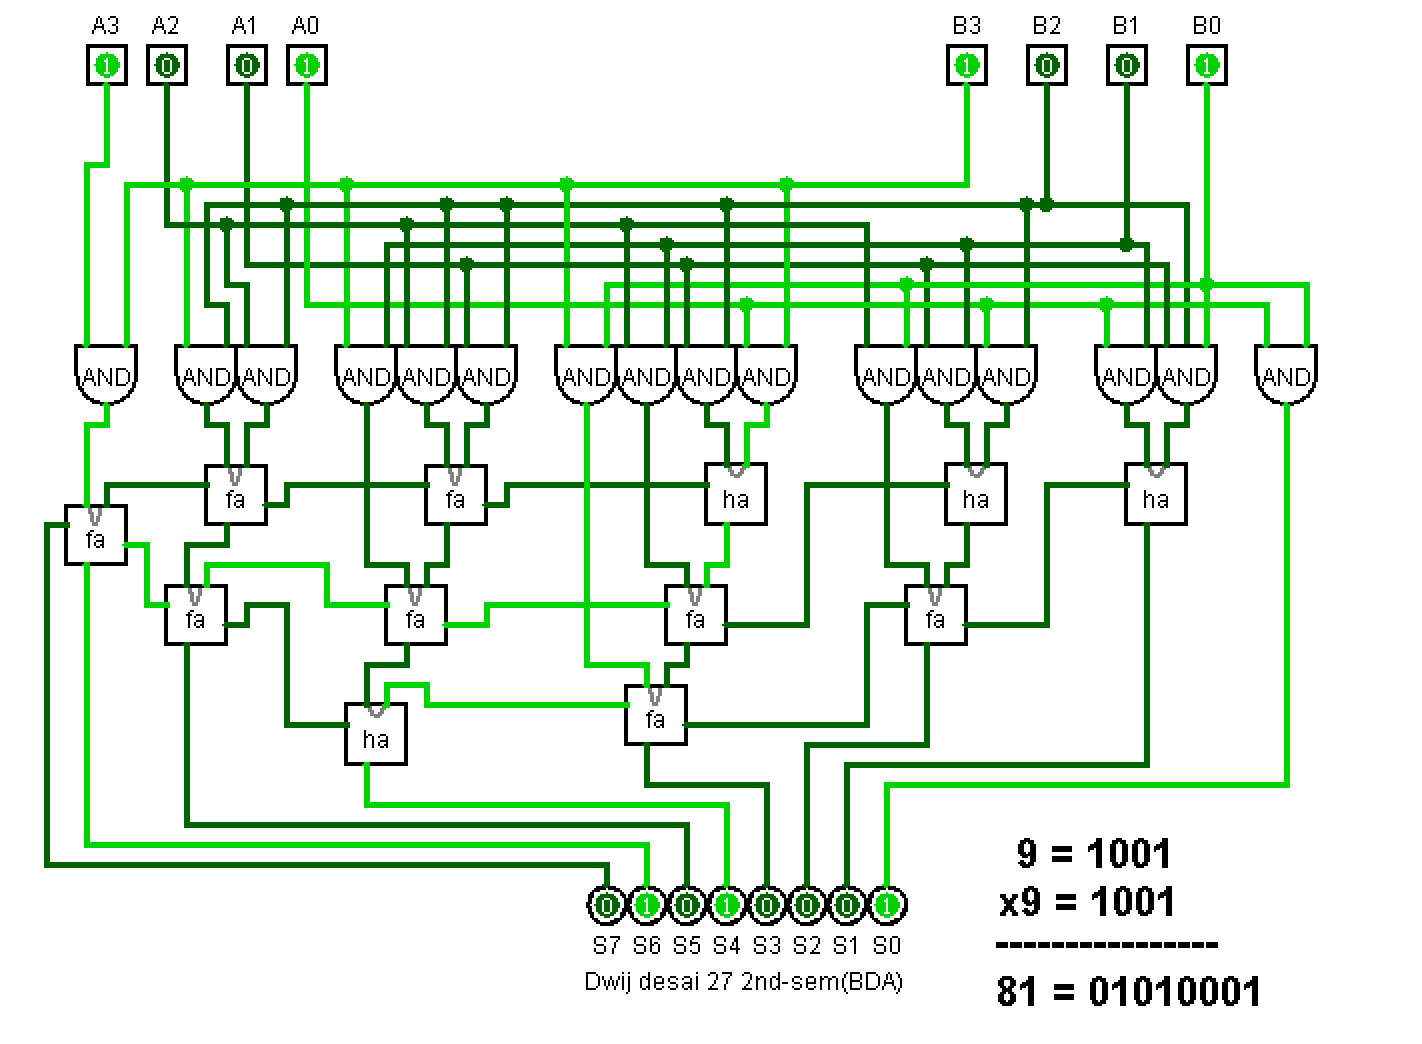 A3 A2 A1 A0 B3 B2 B1 B0
1 0 0 1 1 0 0 1
AND AND AND AND AND AND AND AND AND AND AND AND AND AND AND AND
fa fa ha ha ha
fa
fa fa fa fa
fa
ha
9 = 1001
x9 = 1001
----------------
81 = 01010001
0 1 0 1 0 0 0 1
S7 S6 S5 S4 S3 S2 S1 S0
Dwij desai 27 2nd-sem(BDA)